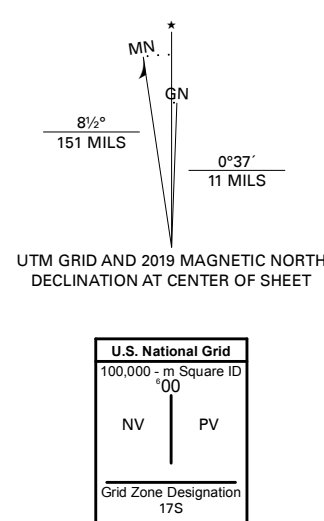 ★
MN
GN
8½°
151 MILS
0°37´
11 MILS
UTM GRID AND 2019 MAGNETIC NORTH
DECLINATION AT CENTER OF SHEET
U.S. National Grid
100,000 - m Square ID
⁶00
NV
PV
Grid Zone Designation
17S